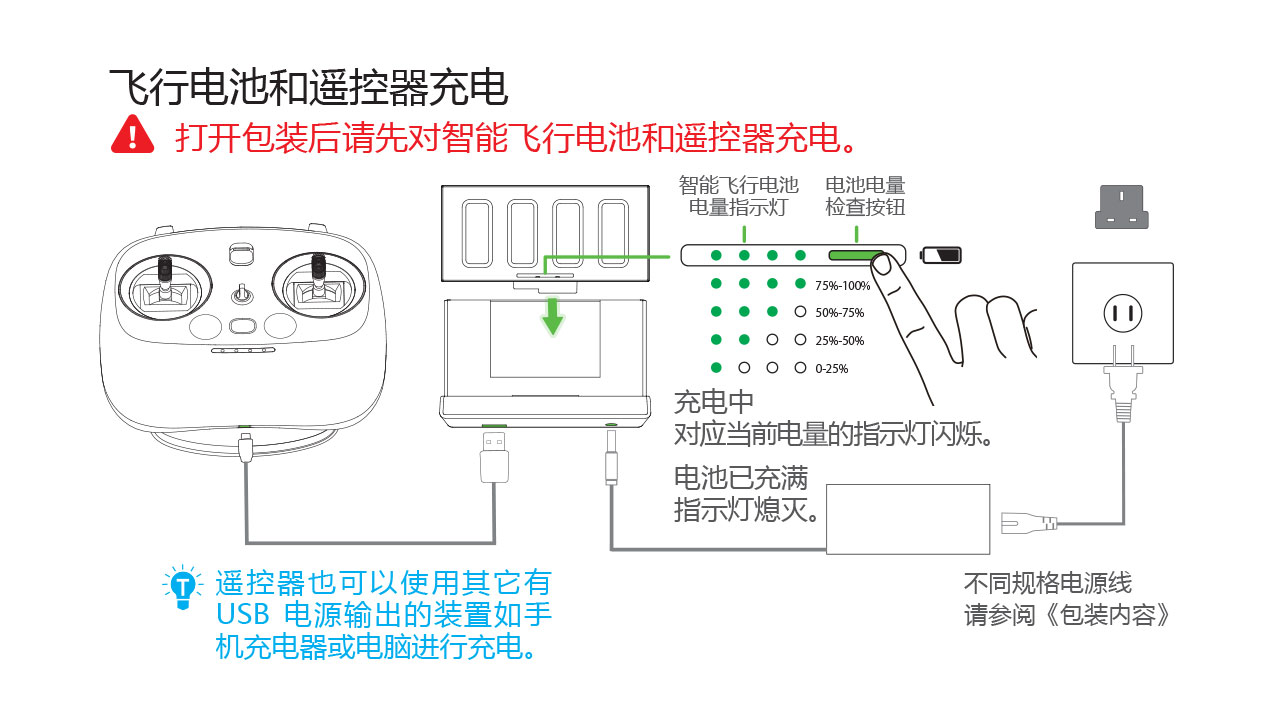 飞行电池和遥控器充电
打开包装后请先对智能飞行电池和遥控器充电。
智能飞行电池
电量指示灯
电池电量
检查按钮
75%-100%
50%-75%
25%-50%
0-25%
充电中
对应当前电量的指示灯闪烁。
电池已充满
指示灯熄灭。
T
遥控器也可以使用其它有
USB 电源输出的装置如手
机充电器或电脑进行充电。
不同规格电源线
请参阅《包装内容》